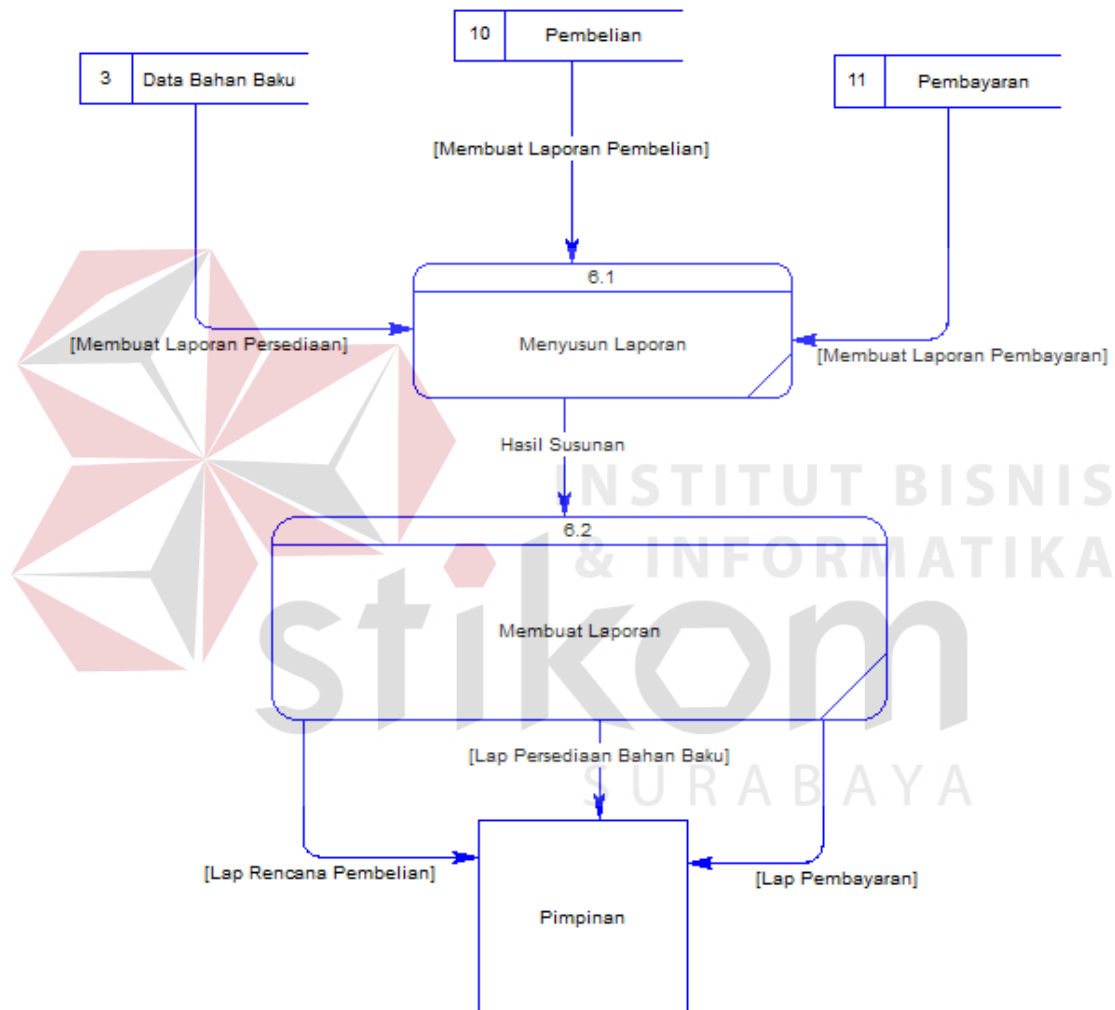 10 Pembelian
3 Data Bahan Baku
11 Pembayaran
[Membuat Laporan Pembelian]
6.1
Menyusun Laporan
[Membuat Laporan Persediaan]
[Membuat Laporan Pembayaran]
Hasil Susunan
INSTITUT BISNIS
& INFORMATIKA
6.2
Membuat Laporan
stikom
[Lap Persediaan Bahan Baku]
SURABAYA
[Lap Rencana Pembelian]
[Lap Pembayaran]
Pimpinan